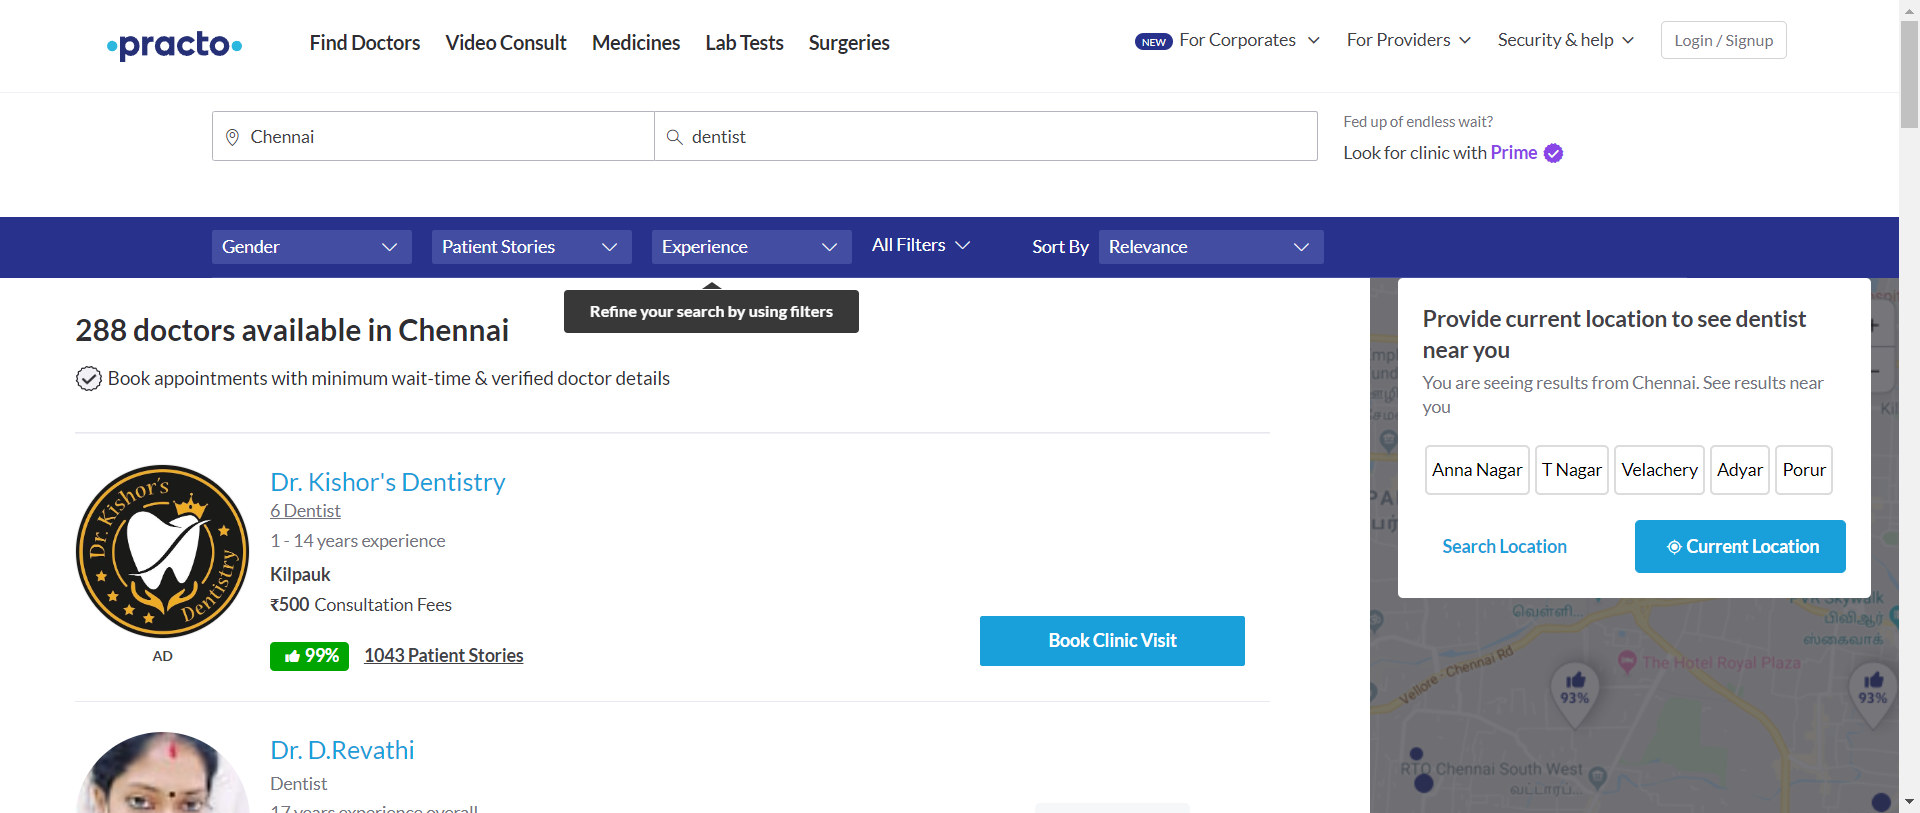 practo
Find Doctors
Video Consult
Medicines
Lab Tests
Surgeries
NEW For Corporates
For Providers
Security & help
Login / Signup
Chennai
dentist
Fed up of endless wait?
Look for clinic with Prime
Gender
Patient Stories
Experience
All Filters
Sort By
Relevance
Refine your search by using filters
288 doctors available in Chennai
Book appointments with minimum wait-time & verified doctor details
Dr. Kishor's
Dentistry
AD
Dr. Kishor's Dentistry
6 Dentist
1 - 14 years experience
Kilpauk
₹500 Consultation Fees
99%
1043 Patient Stories
Book Clinic Visit
Dr. D.Revathi
Dentist
17 years experience overall
Provide current location to see dentist
near you
You are seeing results from Chennai. See results near
you
Anna Nagar
T Nagar
Velachery
Adyar
Porur
Search Location
Current Location
PVR Skywalk
பிவிஆர்
ஸ்கைவாக்
வெள்ளி...
Vellore - Chennai Rd
The Hotel Royal Plaza
93%
93%
RTO Chennai South West
வட்டாரப்...